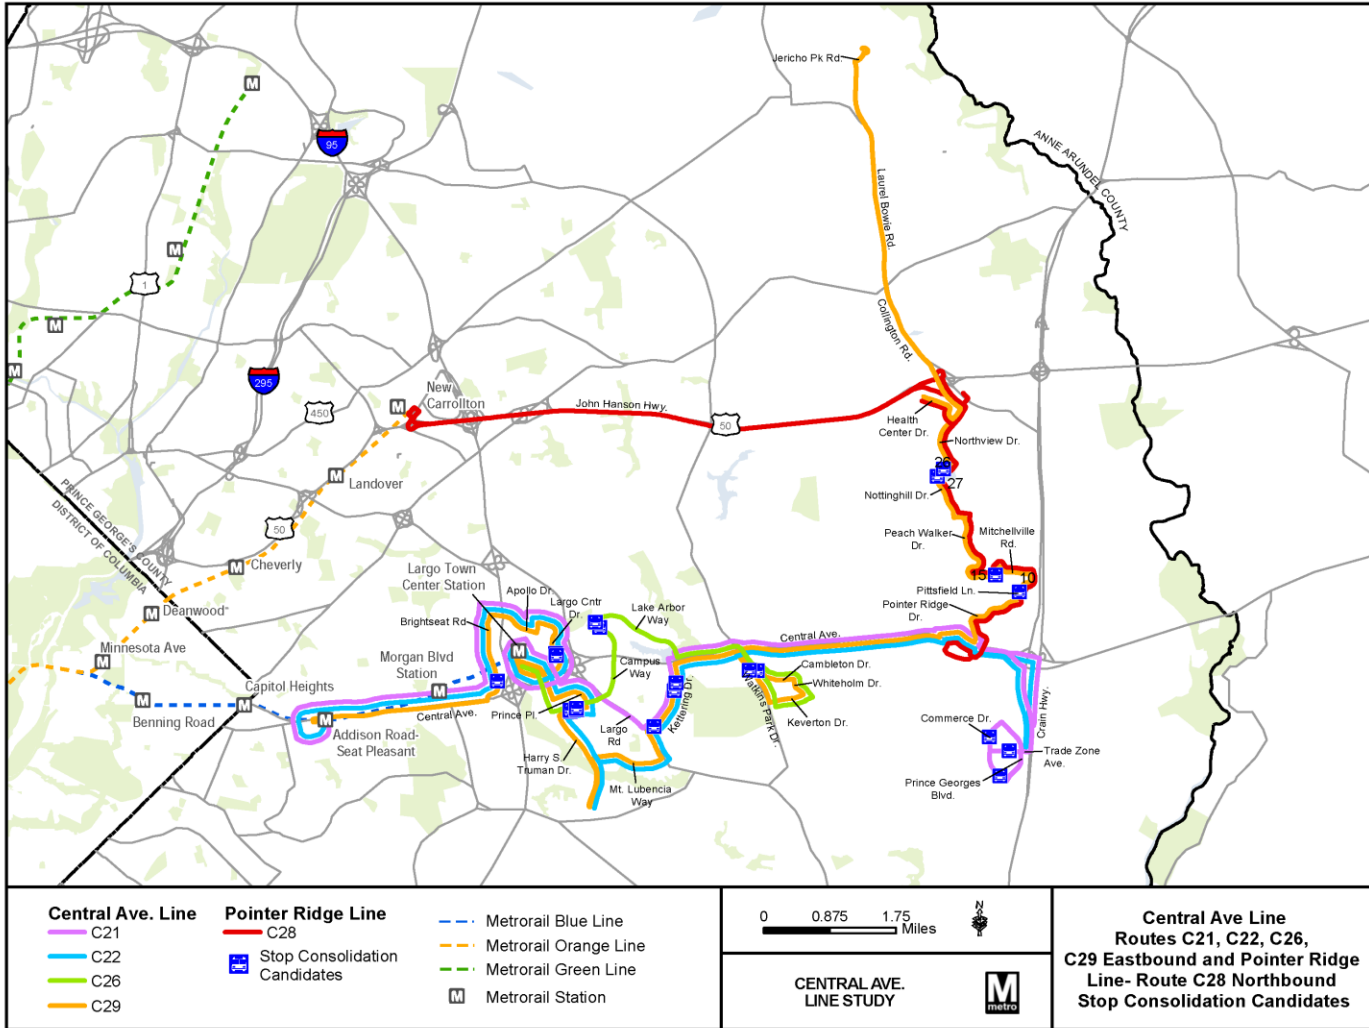 Jericho Pk Rd.
95
ANNE ARUNDEL COUNTY
Laurel Bowie Rd.
1
Collington Rd.
295
New
Carrollton
450
John Hanson Hwy.
50
Health
Center Dr.
Northview Dr.
27
Landover
Nottinghill Dr.
PRINCE GEORGE'S COUNTY
DISTRICT OF COLUMBIA
50
Peach Walker
Dr.
Mitchellville
Rd.
Cheverly
Largo Town
Center Station
15
10
Apollo Dr.
Pittsfield Ln.
Deanwood
Largo Cntr
Dr.
Lake Arbor
Way
Pointer Ridge
Dr.
Brightseat Rd
Minnesota Ave
Central Ave.
Morgan Blvd
Station
Campus
Way
Cambleton Dr.
Whiteholm Dr.
Capitol Heights
Kettering Dr.
Watkins Park Dr.
Benning Road
Central Ave.
Prince Pl.
Keverton Dr.
Crain Hwy.
Commerce Dr.
Addison Road-
Seat Pleasant
Largo
Rd
Harry S.
Truman Dr.
Trade Zone
Ave.
Prince Georges
Blvd.
Mt. Lubencia
Way
Central Ave. Line
C21
C22
C26
C29
Pointer Ridge Line
C28
Stop Consolidation
Candidates
Metrorail Blue Line
Metrorail Orange Line
Metrorail Green Line
M Metrorail Station
0 0.875 1.75
Miles
N
CENTRAL AVE.
LINE STUDY
M
metro
Central Ave Line
Routes C21, C22, C26,
C29 Eastbound and Pointer Ridge
Line- Route C28 Northbound
Stop Consolidation Candidates